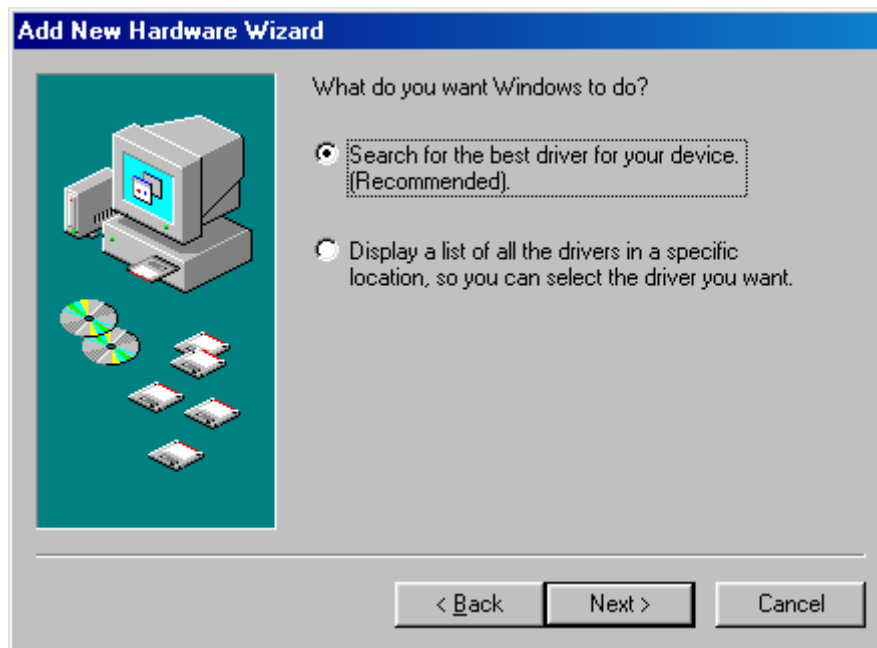 Add New Hardware Wizard
What do you want Windows to do?
Search for the best driver for your device.
(Recommended).
Display a list of all the drivers in a specific
location, so you can select the driver you want.
< Back
Next >
Cancel